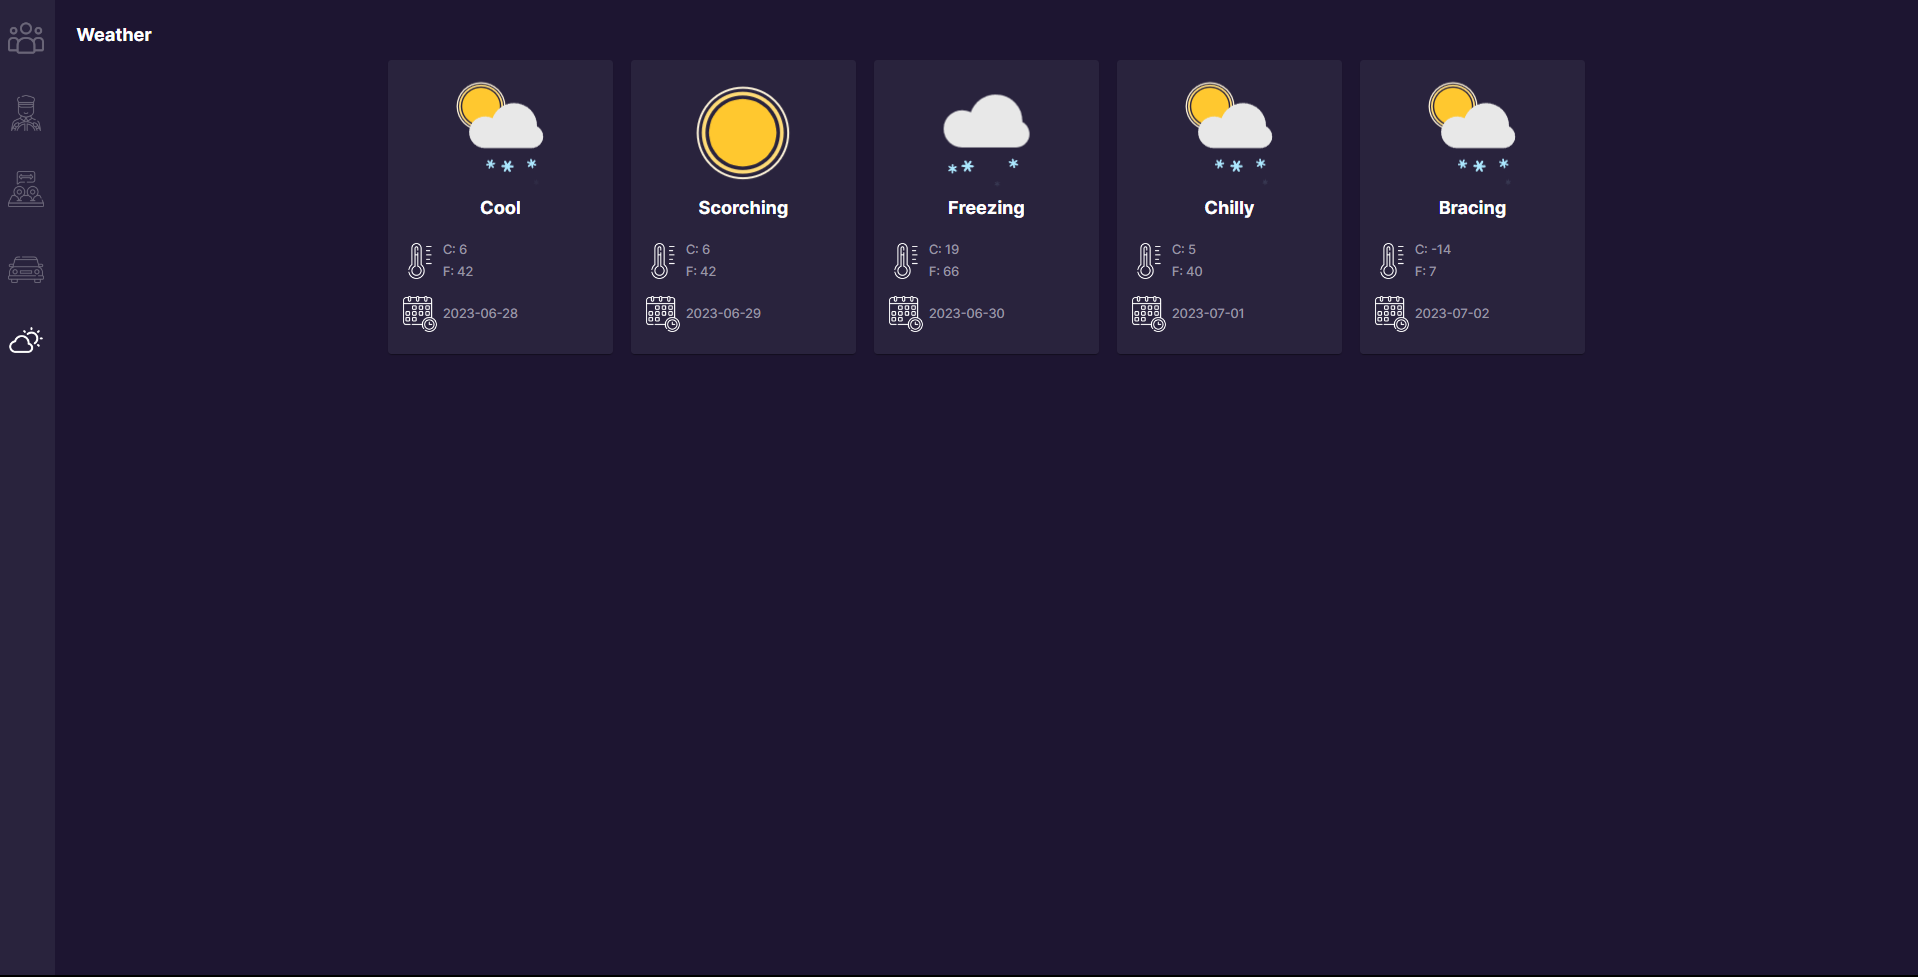 Weather
Cool
C: 6
F: 42
2023-06-28
Scorching
C: 6
F: 42
2023-06-29
Freezing
C: 19
F: 66
2023-06-30
Chilly
C: 5
F: 40
2023-07-01
Bracing
C: -14
F: 7
2023-07-02